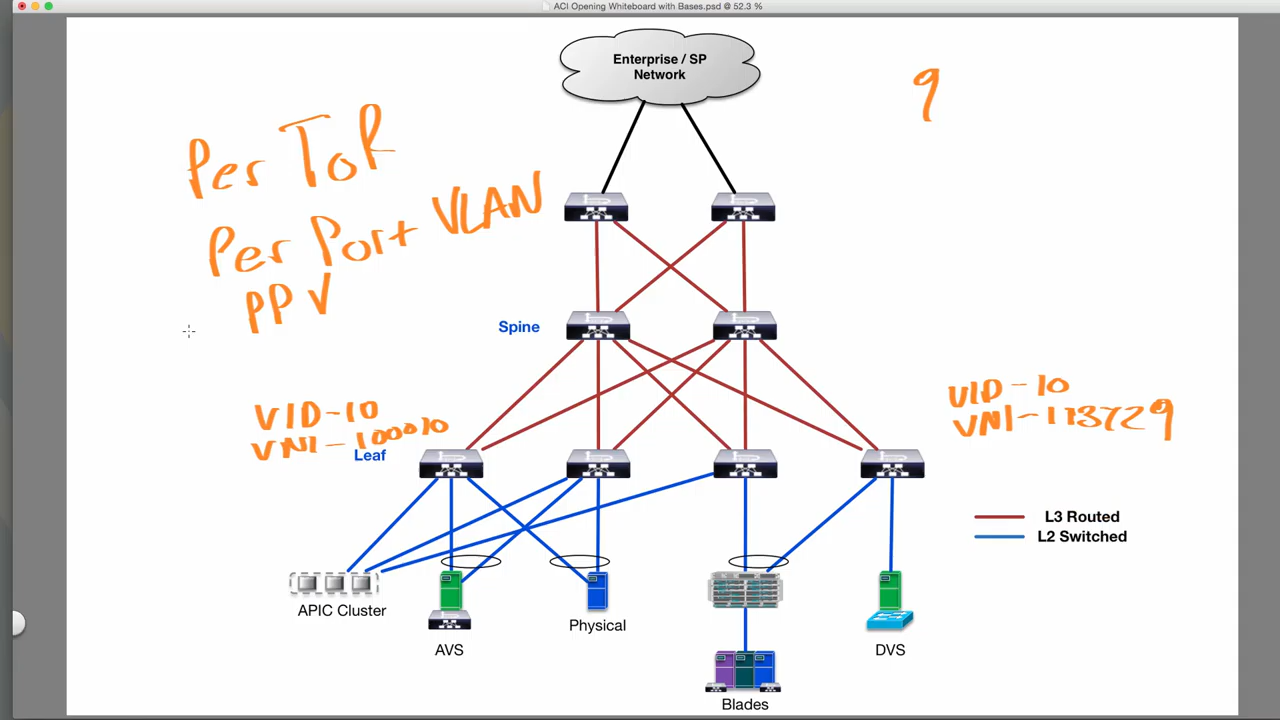 ACI Opening Whiteboard with Bases.psd @ 52.3 %
Enterprise / SP
Network
9
Per ToR
Per Port VLAN
PPV
Spine
VID-10
VNI-100010
Leaf
VID-10
VNI-113729
L3 Routed
L2 Switched
APIC Cluster
AVS
Physical
Blades
DVS